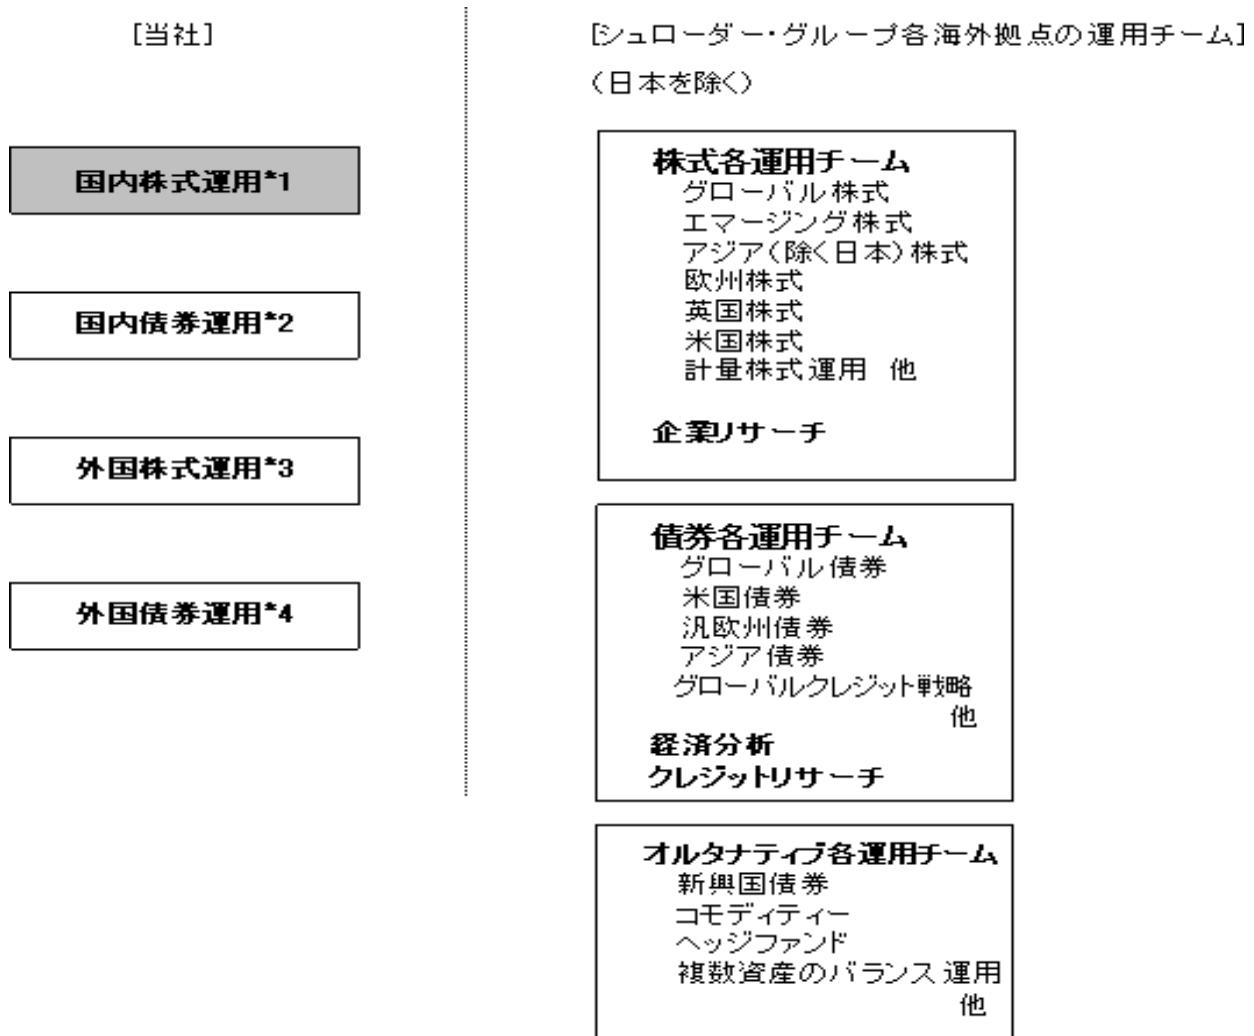 [当社]
国内株式運用*1
国内債券運用*2
外国株式運用*3
外国債券運用*4
[シュローダー・グループ各海外拠点の運用チーム]
(日本を除く)
株式各運用チーム
グローバル株式
エマージング株式
アジア(除く日本)株式
欧州株式
英国株式
米国株式
計量株式運用 他
企業リサーチ
債券各運用チーム
グローバル債券
米国債券
汎欧州債券
アジア債券
グローバルクレジット戦略
他
経済分析
クレジットリサーチ
オルタナティブ各運用チーム
新興国債券
コモディティー
ヘッジファンド
複数資産のバランス運用
他